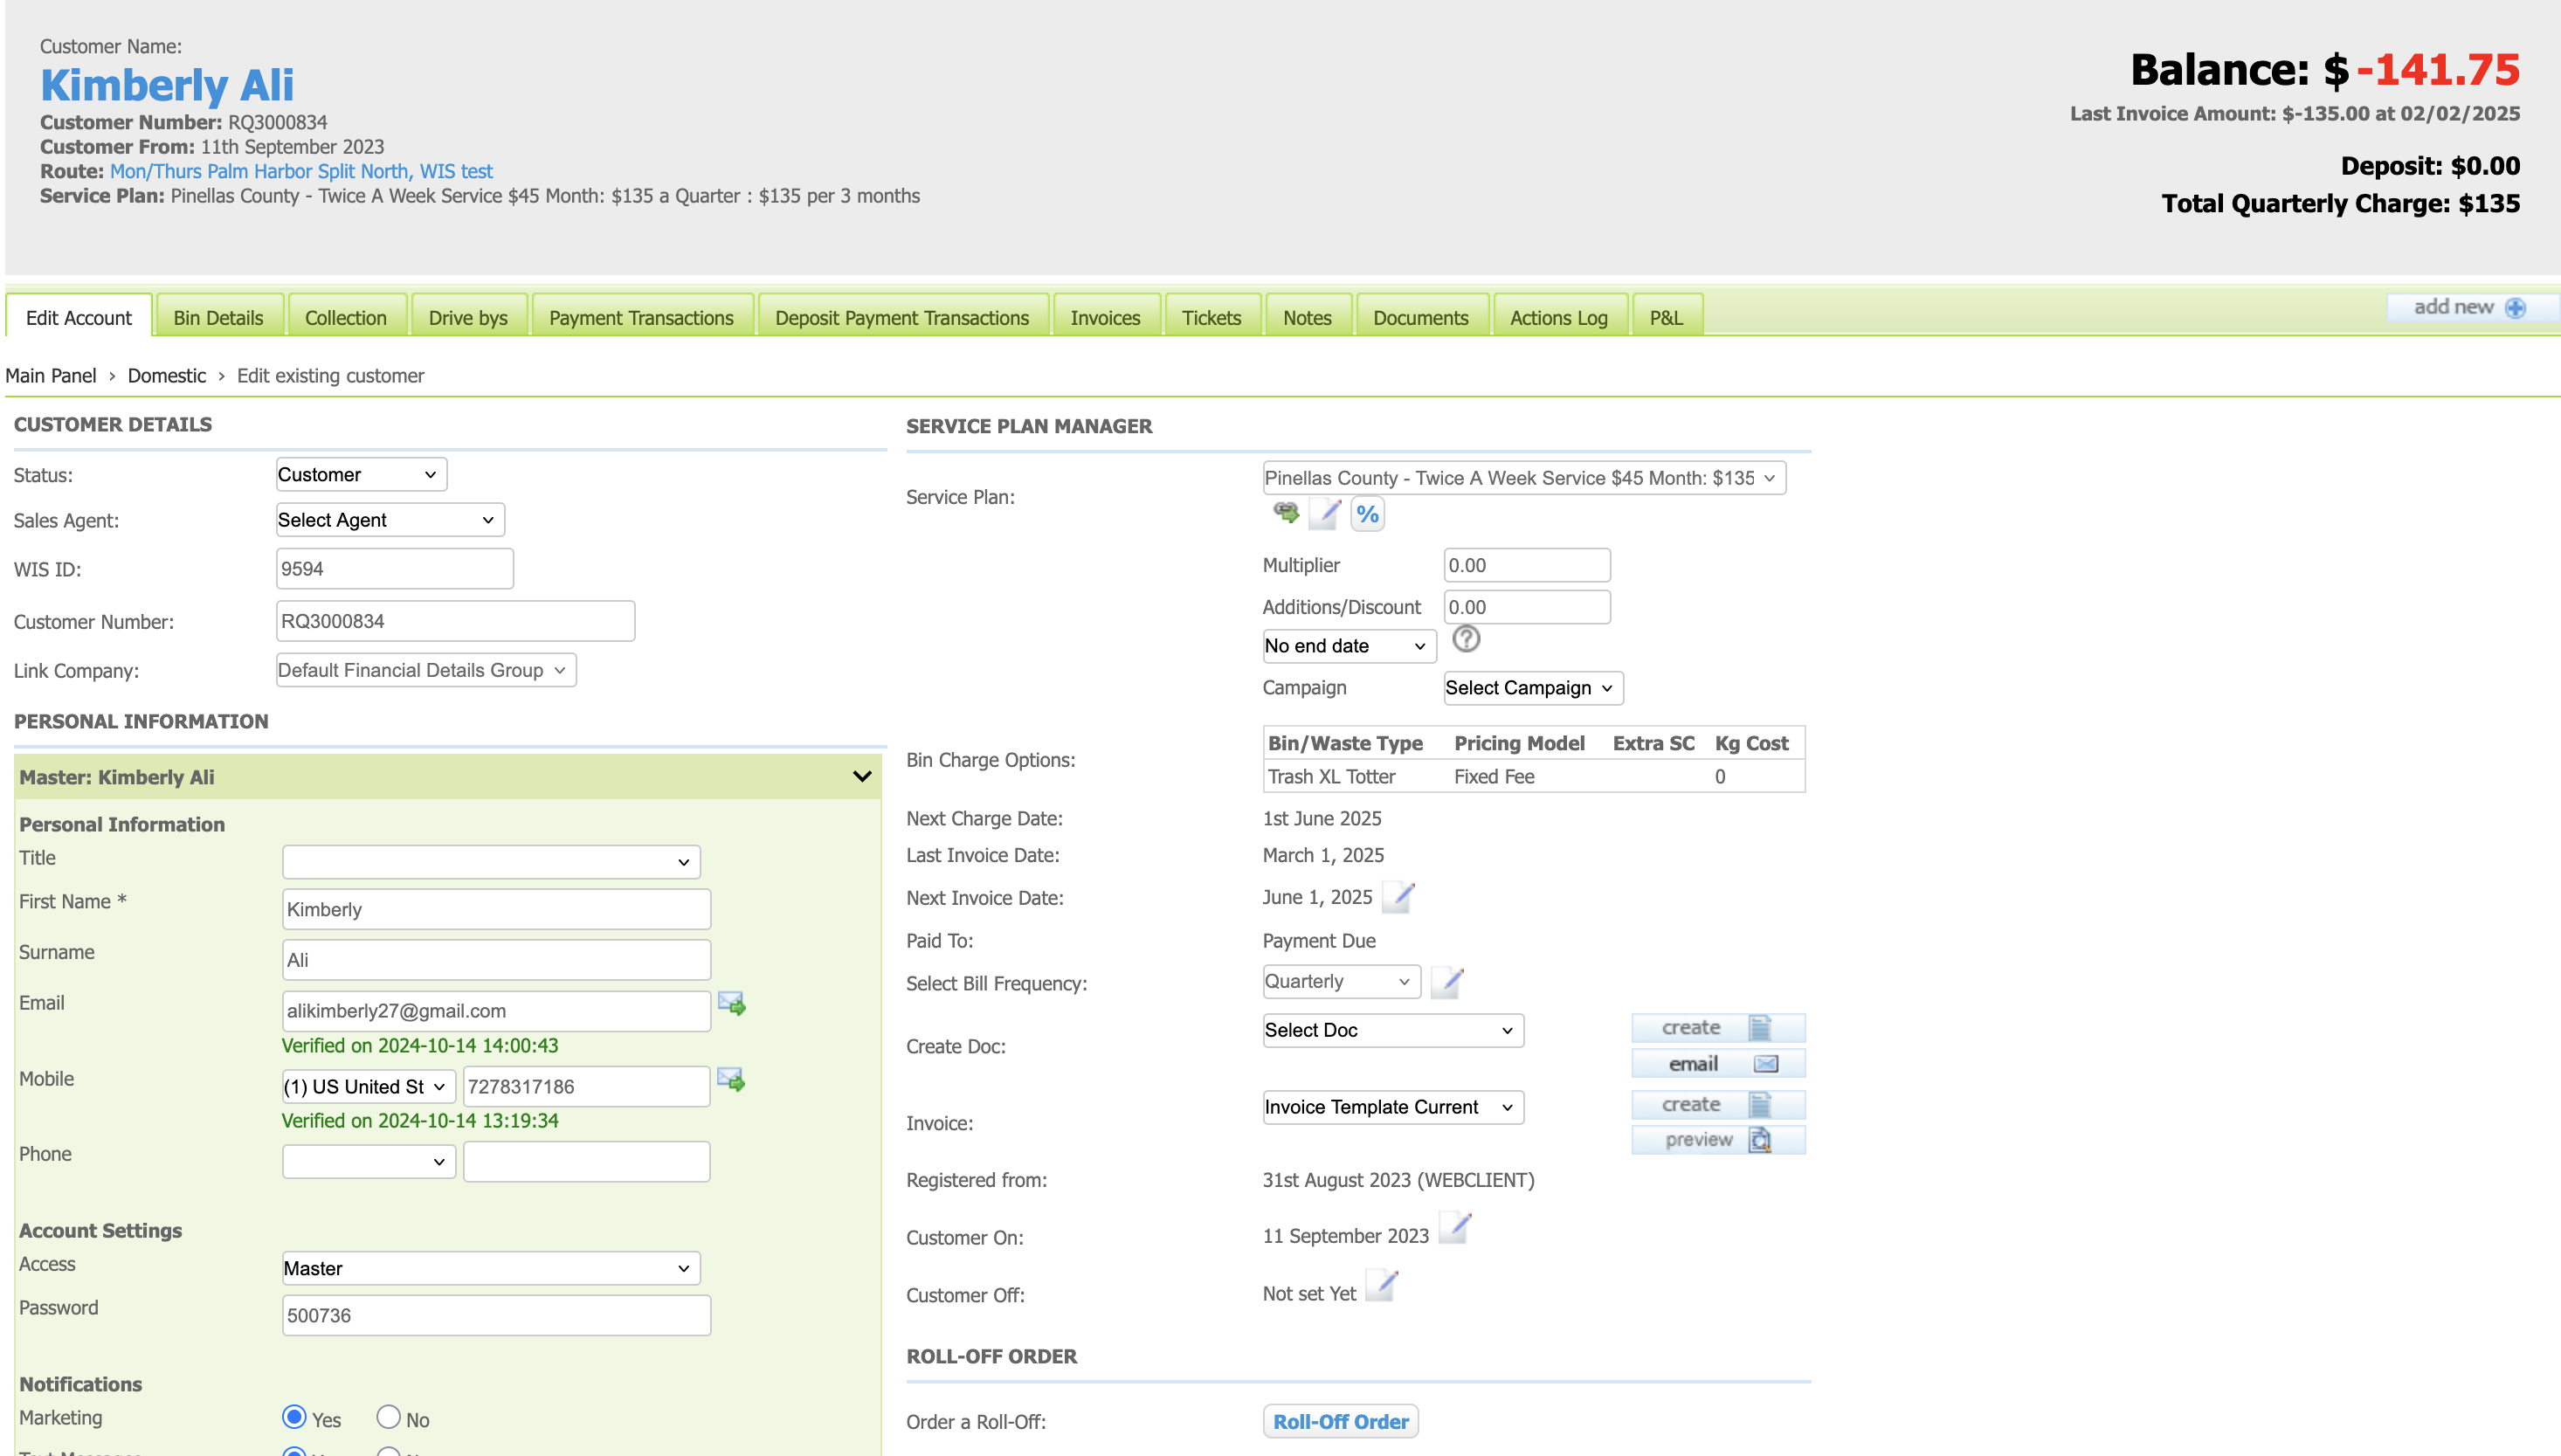 Customer Name:
Kimberly Ali
Customer Number: RQ3000834
Customer From: 11th September 2023
Route: Mon/Thurs Palm Harbor Split North, WIS test
Service Plan: Pinellas County - Twice A Week Service $45 Month: $135 a Quarter : $135 per 3 months
Balance: $ -141.75
Last Invoice Amount: $-135.00 at 02/02/2025
Deposit: $0.00
Total Quarterly Charge: $135
Edit Account Bin Details Collection Drive bys Payment Transactions Deposit Payment Transactions Invoices Tickets Notes Documents Actions Log P&L add new
Main Panel › Domestic › Edit existing customer
CUSTOMER DETAILS
Status: Customer
Sales Agent: Select Agent
WIS ID: 9594
Customer Number: RQ3000834
Link Company: Default Financial Details Group
PERSONAL INFORMATION
Master: Kimberly Ali
Personal Information
Title
First Name * Kimberly
Surname Ali
Email alikimberly27@gmail.com
Verified on 2024-10-14 14:00:43
Mobile (1) US United St 7278317186
Verified on 2024-10-14 13:19:34
Phone
Account Settings
Access Master
Password 500736
Notifications
Marketing Yes No
SERVICE PLAN MANAGER
Service Plan: Pinellas County - Twice A Week Service $45 Month: $135
%
Multiplier 0.00
Additions/Discount 0.00
No end date ?
Campaign Select Campaign
Bin Charge Options:
Bin/Waste Type Pricing Model Extra SC Kg Cost
Trash XL Totter Fixed Fee 0
Next Charge Date: 1st June 2025
Last Invoice Date: March 1, 2025
Next Invoice Date: June 1, 2025
Paid To: Payment Due
Select Bill Frequency: Quarterly
Create Doc: Select Doc create
email
Invoice: Invoice Template Current create
preview
Registered from: 31st August 2023 (WEBCLIENT)
Customer On: 11 September 2023
Customer Off: Not set Yet
ROLL-OFF ORDER
Order a Roll-Off: Roll-Off Order